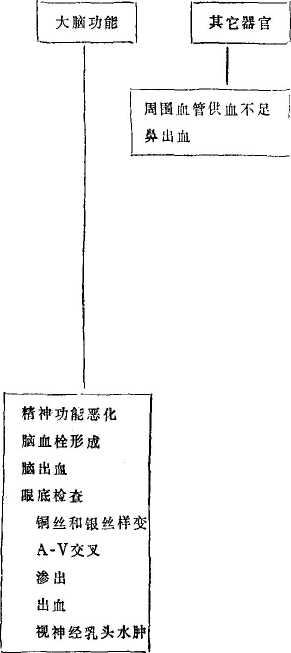 大脑功能
其它器官
周围血管供血不足
鼻出血
精神功能恶化
脑血栓形成
脑出血
眼底检查
铜丝和银丝样变
A-V交叉
渗出
出血
视神经乳头水肿